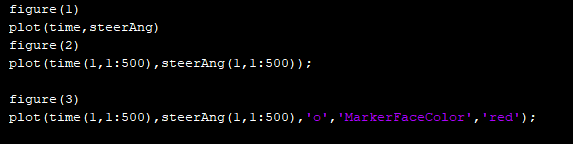 figure(1)
plot(time,steerAng)
figure(2)
plot(time(1,1:500),steerAng(1,1:500));
figure(3)
plot(time(1,1:500),steerAng(1,1:500),'o','MarkerFaceColor','red');